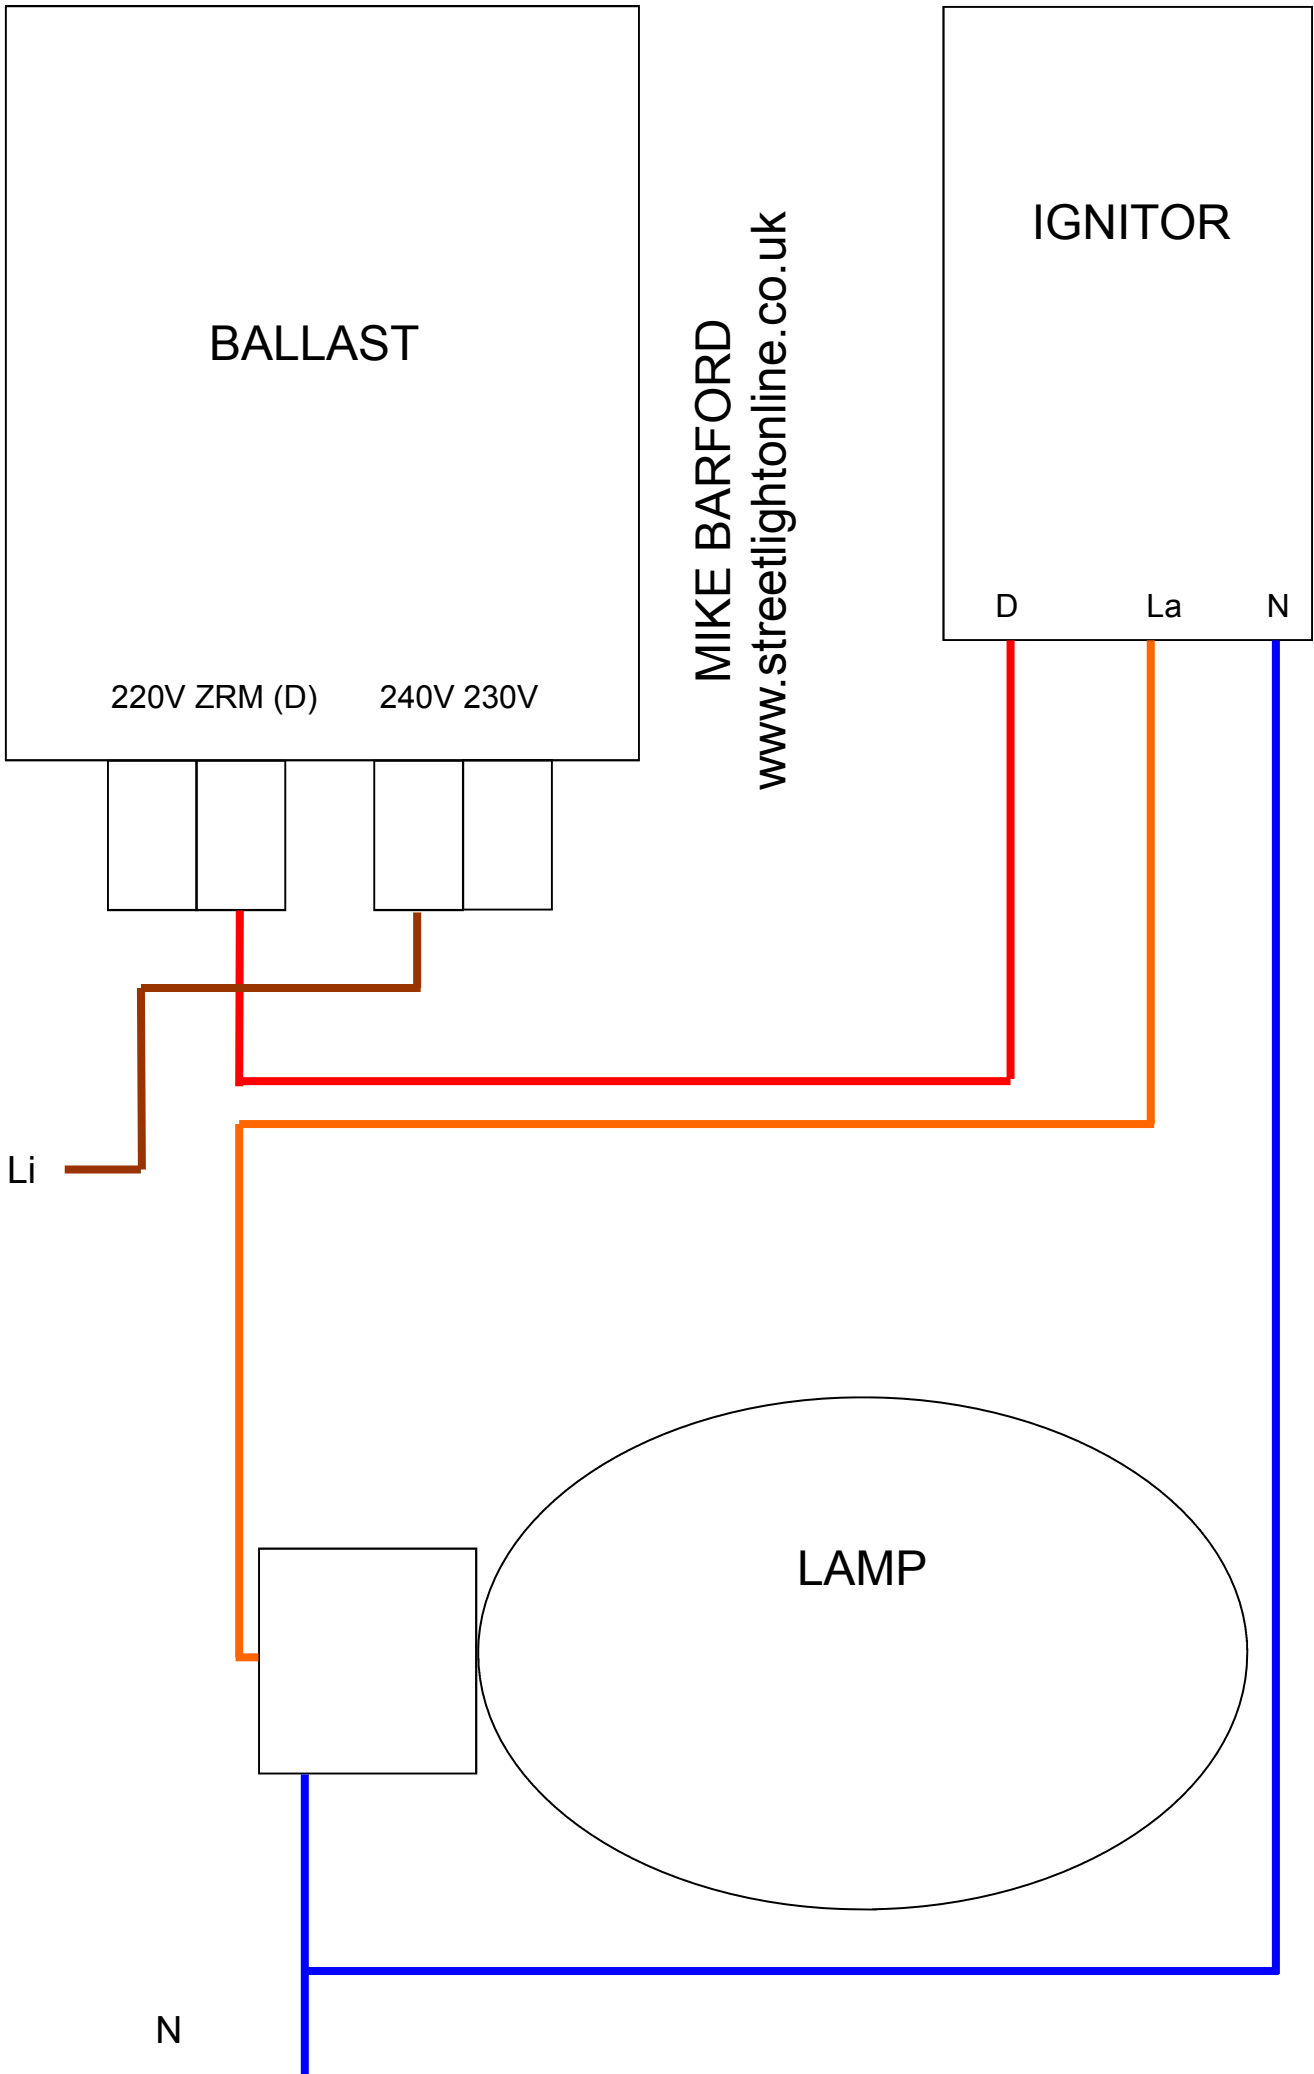 BALLAST
220V ZRM (D) 240V 230V
MIKE BARFORD
www.streetlightonline.co.uk
IGNITOR
D La N
Li
LAMP
N